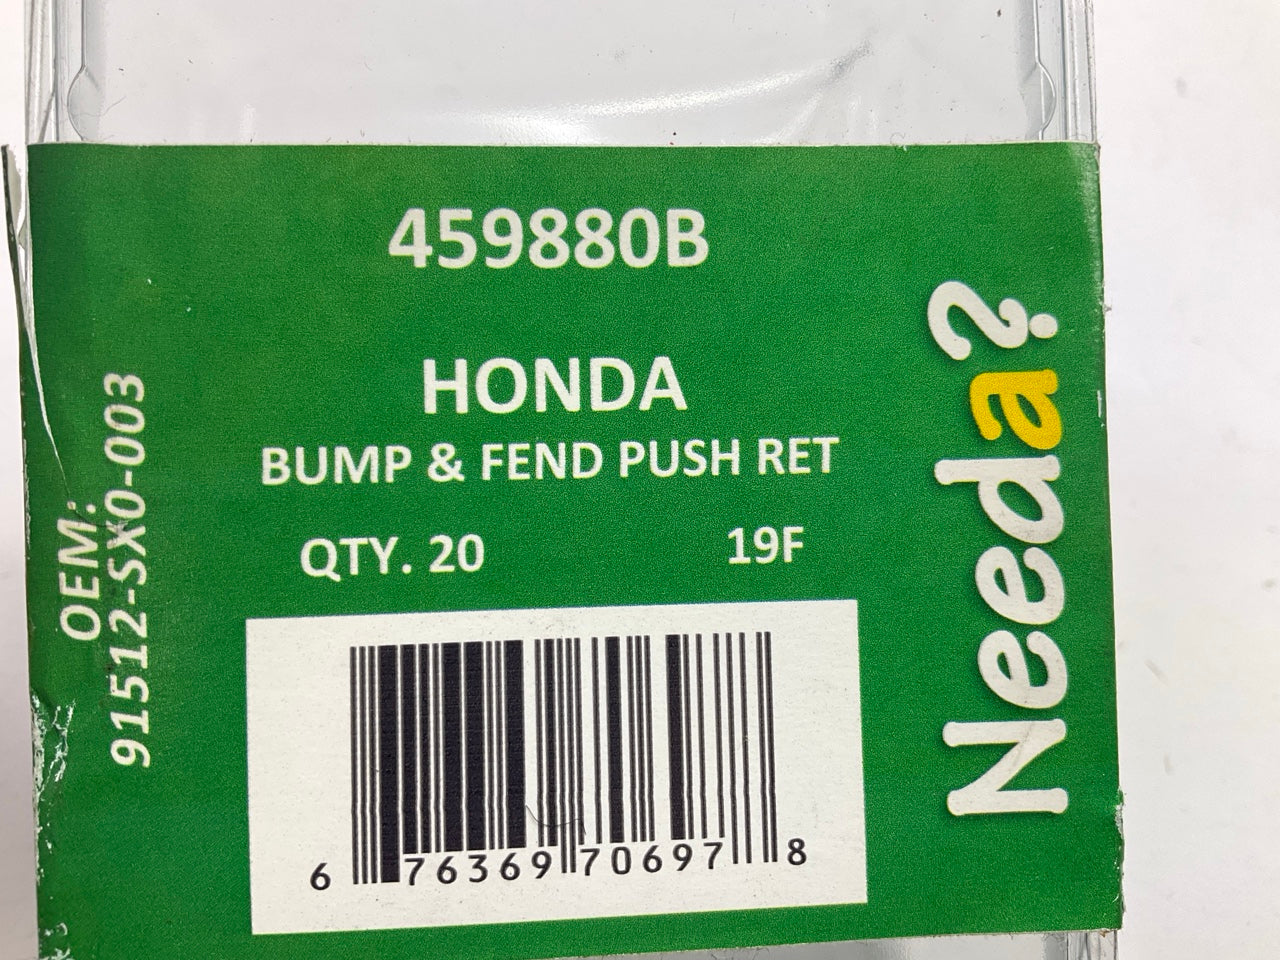 459880B
HONDA
BUMP & FEND PUSH RET
QTY. 20 19F
6 76369 70697 8
OEM:
91512-SX0-003
Needa?